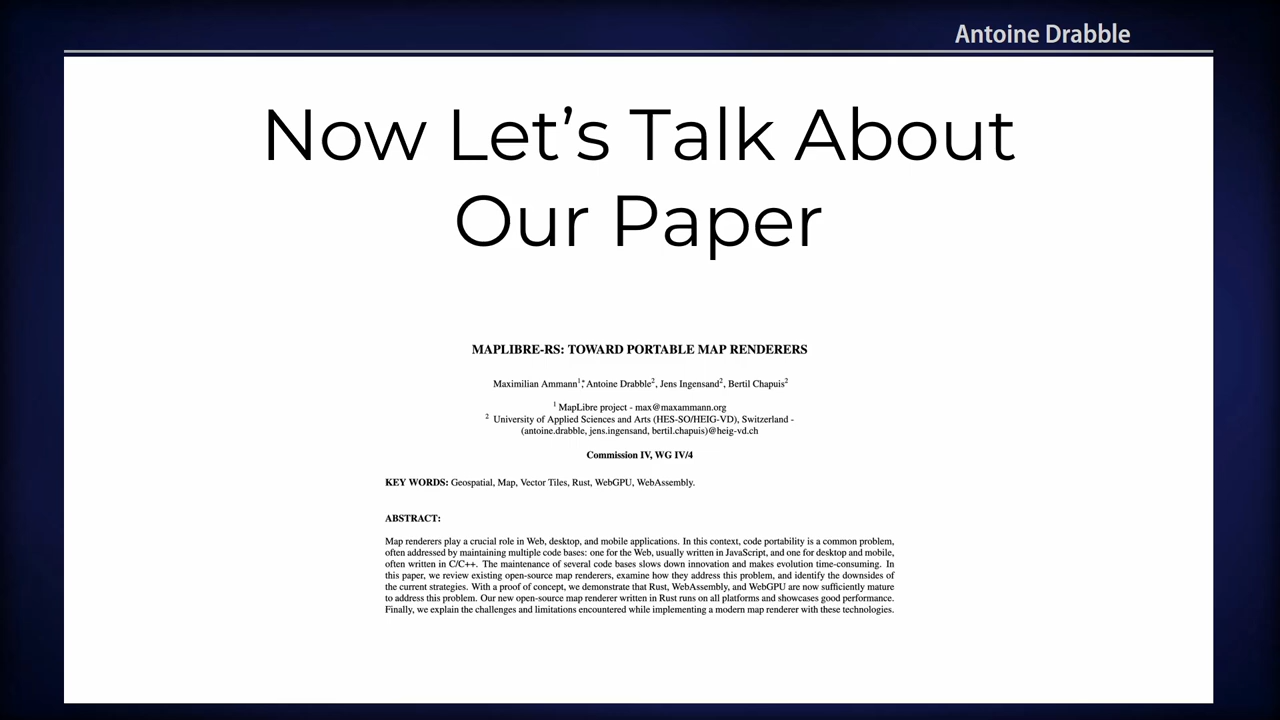 Antoine Drabble
Now Let’s Talk About
Our Paper
MAPLIBRE-RS: TOWARD PORTABLE MAP RENDERERS
Maximilian Ammann1,* Antoine Drabble2, Jens Ingensand2, Bertil Chapuis2
1 MapLibre project - max@maxammann.org
2 University of Applied Sciences and Arts (HES-SO/HEIG-VD), Switzerland -
(antoine.drabble, jens.ingensand, bertil.chapuis)@heig-vd.ch
Commission IV, WG IV/4
KEY WORDS: Geospatial, Map, Vector Tiles, Rust, WebGPU, WebAssembly.
ABSTRACT:
Map renderers play a crucial role in Web, desktop, and mobile applications. In this context, code portability is a common problem,
often addressed by maintaining multiple code bases: one for the Web, usually written in JavaScript, and one for desktop and mobile,
often written in C/C++. The maintenance of several code bases slows down innovation and makes evolution time-consuming. In
this paper, we review existing open-source map renderers, examine how they address this problem, and identify the downsides of
the current strategies. With a proof of concept, we demonstrate that Rust, WebAssembly, and WebGPU are now sufficiently mature
to address this problem. Our new open-source map renderer written in Rust runs on all platforms and showcases good performance.
Finally, we explain the challenges and limitations encountered while implementing a modern map renderer with these technologies.